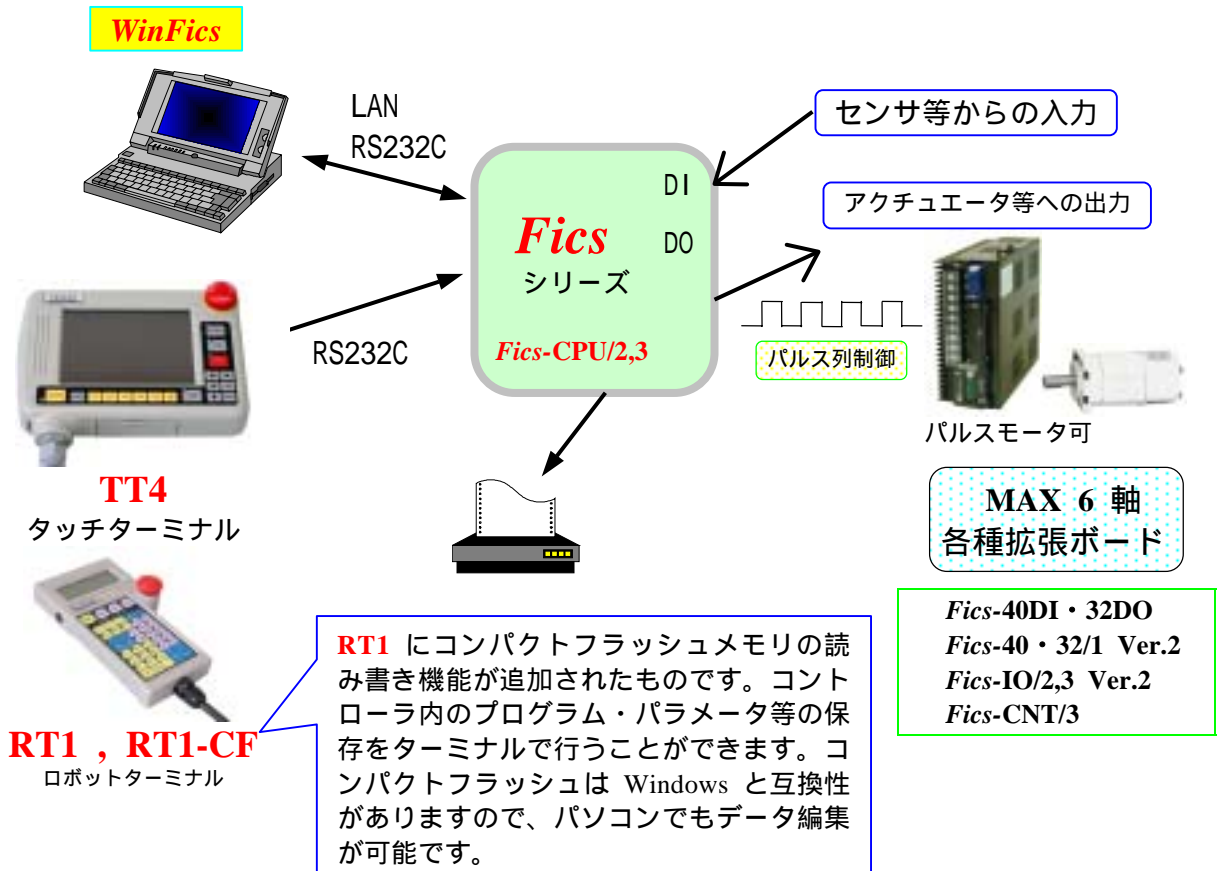 WinFics
LAN
RS232C
センサ等からの入力
DI
アクチュエータ等への出力
Fics
DO
シリーズ
RS232C
Fics-CPU/2,3
パルス列制御
パルスモータ可
TT4
タッチターミナル
MAX 6 軸
各種拡張ボード
Fics-40DI・32DO
Fics-40・32/1 Ver.2
Fics-IO/2,3 Ver.2
Fics-CNT/3
RT1 , RT1-CF
ロボットターミナル
RT1 にコンパクトフラッシュメモリの読
み書き機能が追加されたものです。コント
ローラ内のプログラム・パラメータ等の保
存をターミナルで行うことができます。コ
ンパクトフラッシュは Windows と互換性
がありますので、パソコンでもデータ編集
が可能です。